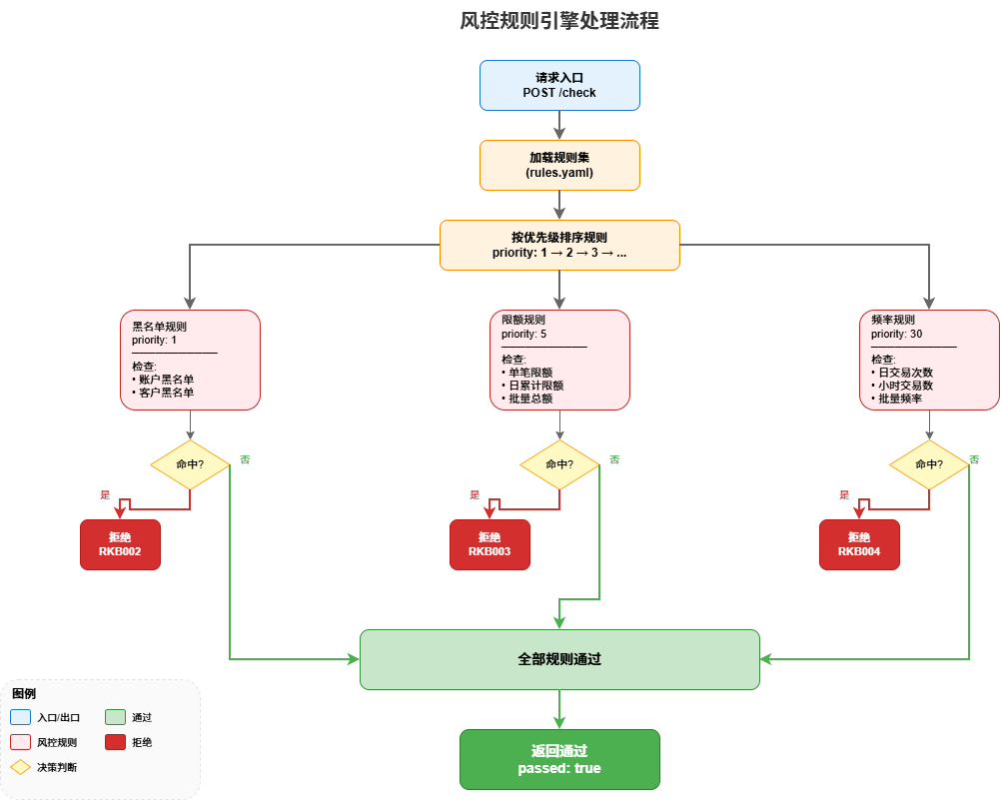 风控规则引擎处理流程
请求入口
POST /check
加载规则集
(rules.yaml)
按优先级排序规则
priority: 1 → 2 → 3 → ...
黑名单规则
priority: 1
检查:
• 账户黑名单
• 客户黑名单
限额规则
priority: 5
检查:
• 单笔限额
• 日累计限额
• 批量总额
频率规则
priority: 30
检查:
• 日交易次数
• 小时交易数
• 批量频率
命中?
否
是
拒绝
RKB002
命中?
否
是
拒绝
RKB003
命中?
否
是
拒绝
RKB004
全部规则通过
返回通过
passed: true
图例
入口/出口
通过
风控规则
拒绝
决策判断